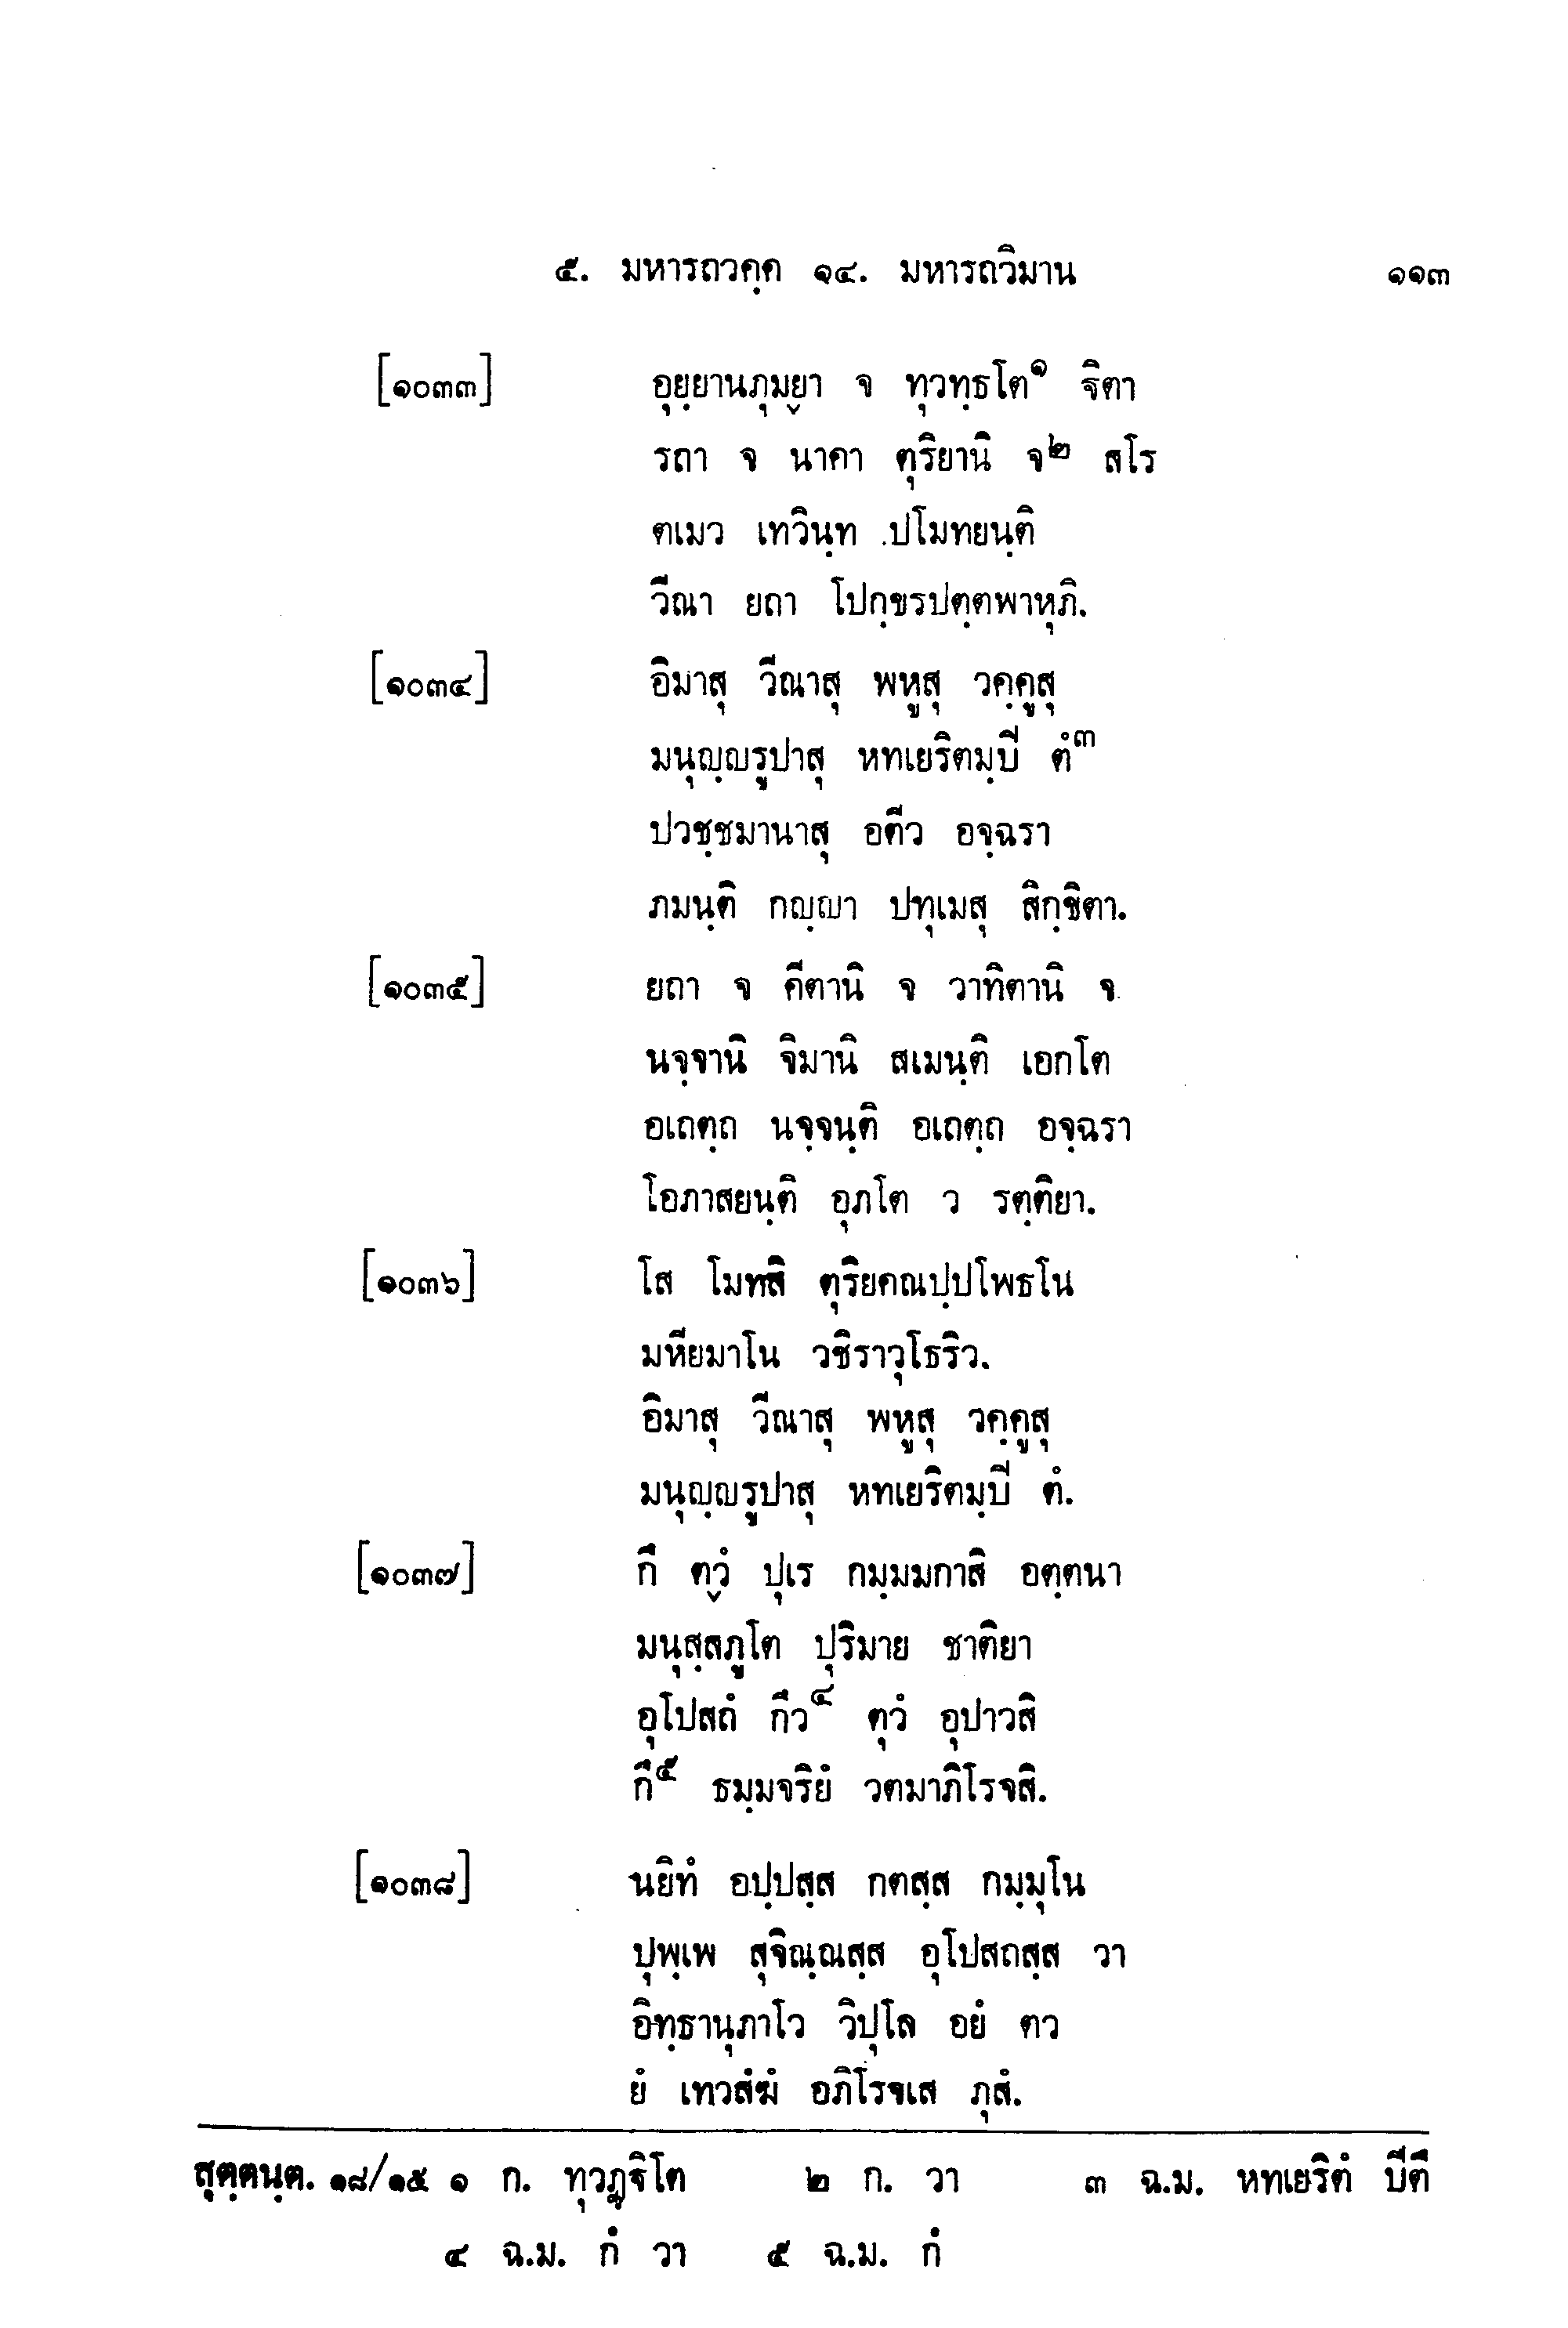 ๕. มหารถวคฺค ๑๔. มหารถวิมาน ๑๑๓
[๑๐๓๓] อุยฺยานภุมฺยา จ ทุวทฺธโต๑ ฐิตา
รถา จ นาคา ตุริยานิ จ๒ สโร
ตเมว เทวินฺท ปโมทยนฺติ
วีณา ยถา โปกฺขรปตฺตพาหุภิ.
[๑๐๓๔] อิมาสุ วีณาสุ พหูสุ วคฺคูสุ
มนุญฺญรูปาสุ หทเยริตมฺปี ตํ๓
ปวชฺชมานาสุ อตีว อจฺฉรา
ภมนฺติ กญฺญา ปทุเมสุ สิกฺขิตา.
[๑๐๓๕] ยถา จ คีตานิ จ วาทิตานิ จ
นจฺจานิ จิมานิ สเมนฺติ เอกโต
อเถตฺถ นจฺจนฺติ อเถตฺถ อจฺฉรา
โอภาสยนฺติ อุภโต ว รตฺติยา.
[๑๐๓๖] โส โมทสิ ตุริยคณปฺปโพธโน
มหียมาโน วชิราวุโธริว.
อิมาสุ วีณาสุ พหูสุ วคฺคูสุ
มนุญฺญรูปาสุ หทเยริตมฺปี ตํ.
[๑๐๓๗] กึ ตฺวํ ปุเร กมฺมมกาสิ อตฺตนา
มนุสฺสภูโต ปุริมาย ชาติยา
อุโปสถํ กึว๔ ตุวํ อุปาวสิ
กึ๕ ธมฺมจริยํ วตมาภิโรจสิ.
[๑๐๓๘] นยิทํ อปฺปสฺส กตสฺส กมฺมุโน
ปุพฺเพ สุจิณฺณสฺส อุโปสถสฺส วา
อิทฺธานุภาโว วิปุโล อยํ ตว
ยํ เทวสํฆํ อภิโรจเส ภุสํ.
สุตฺตนฺต. ๑๘/๑๕ ๑ ก. ทุวฏฺฐิโต ๒ ก. วา ๓ ฉ.ม. หทเยริตํ ปีตี
๔ ฉ.ม. กํ วา ๕ ฉ.ม. กํ